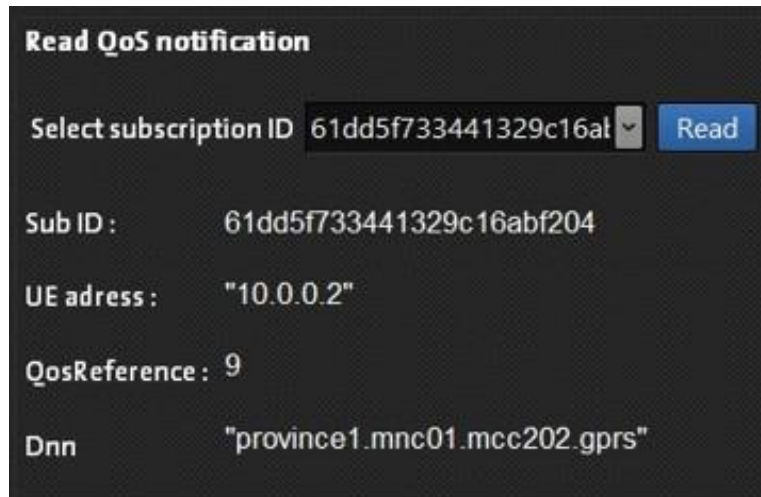 Read QoS notification
Select subscription ID 61dd5f733441329c16ab Read
Sub ID : 61dd5f733441329c16abf204
UE adress : "10.0.0.2"
QosReference : 9
Dnn "province1.mnc01.mcc202.gprs"